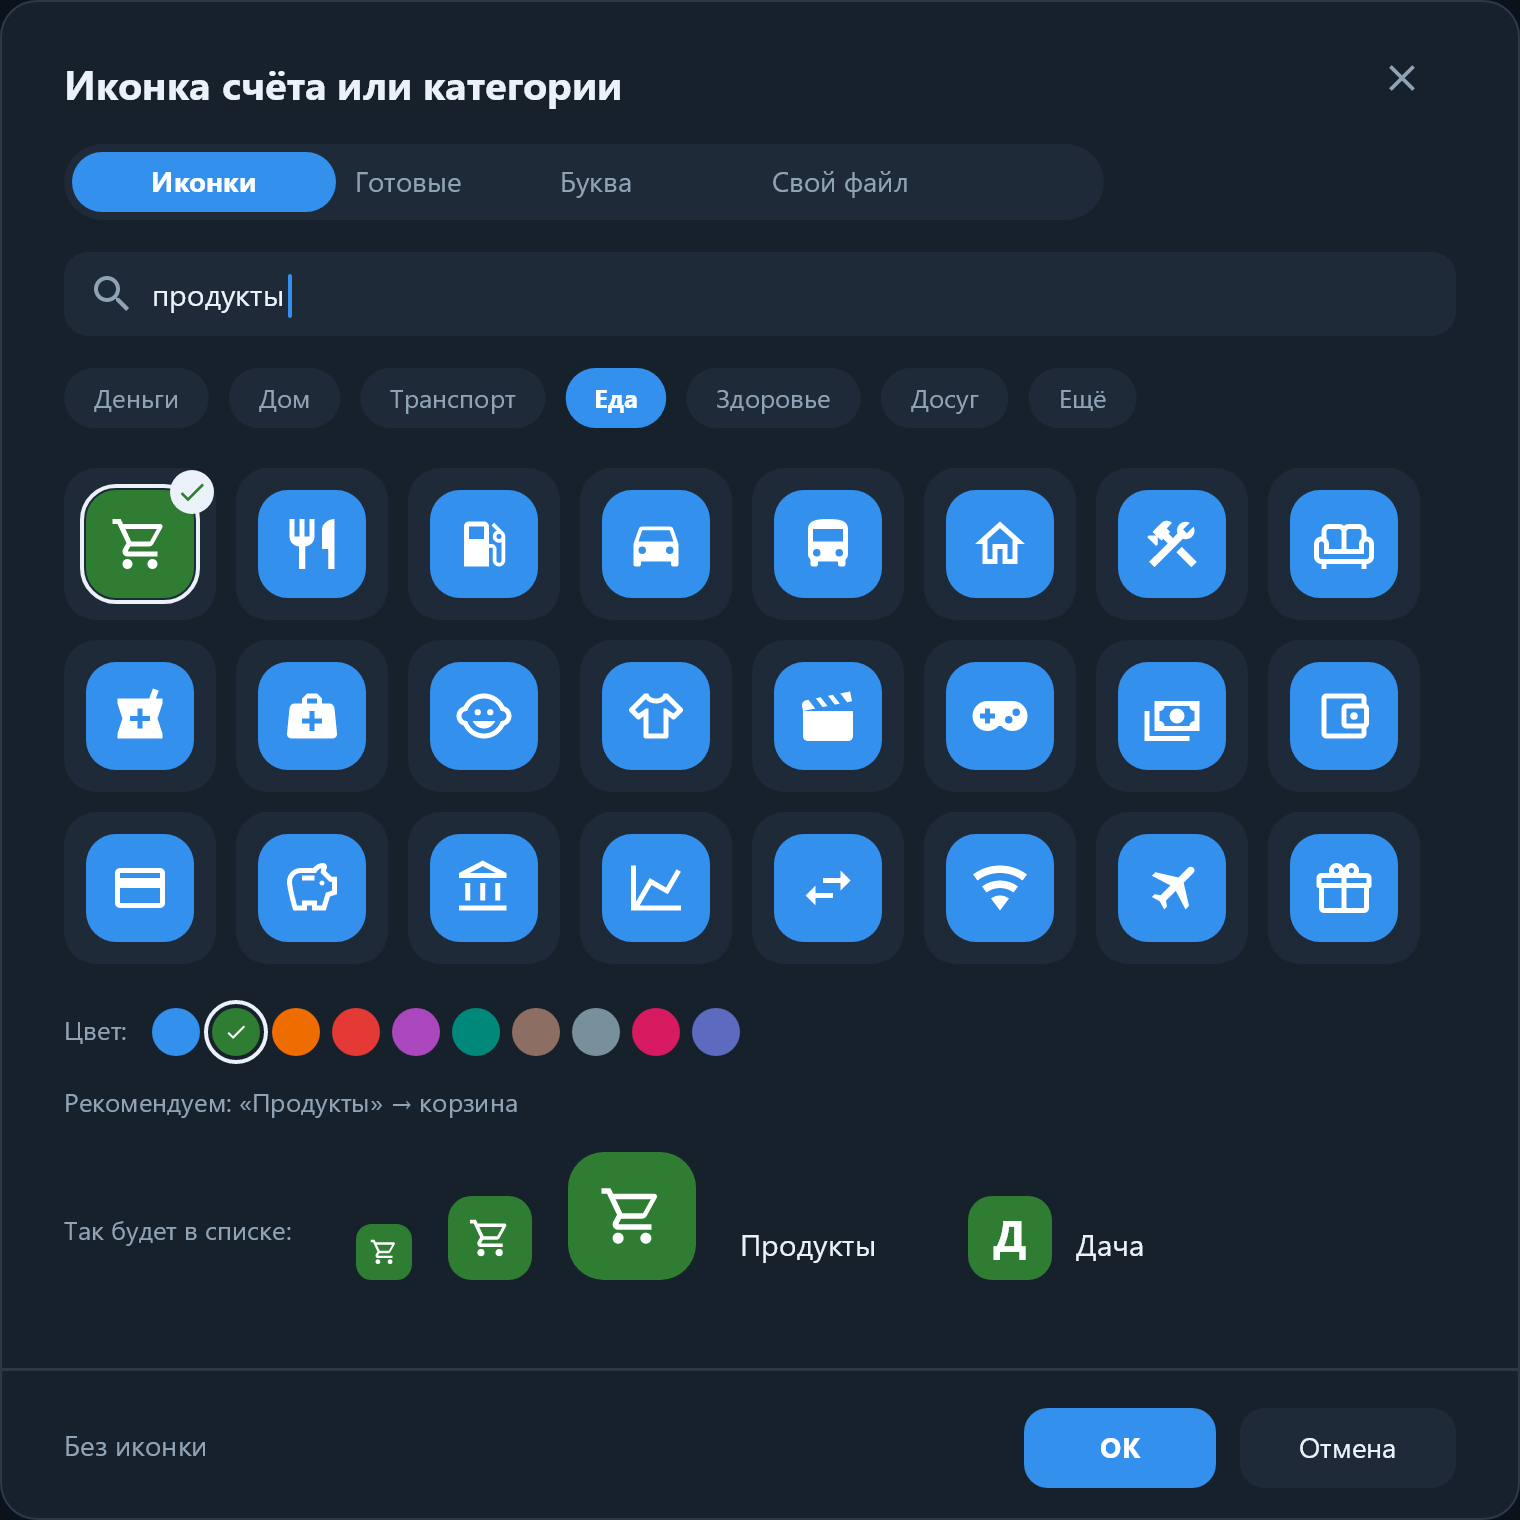 Иконка счёта или категории
Иконки Готовые Буква Свой файл
продукты
Деньги Дом Транспорт Еда Здоровье Досуг Ещё
Цвет:
Рекомендуем: «Продукты» → корзина
Так будет в списке: Продукты Д Дача
Без иконки ОК Отмена